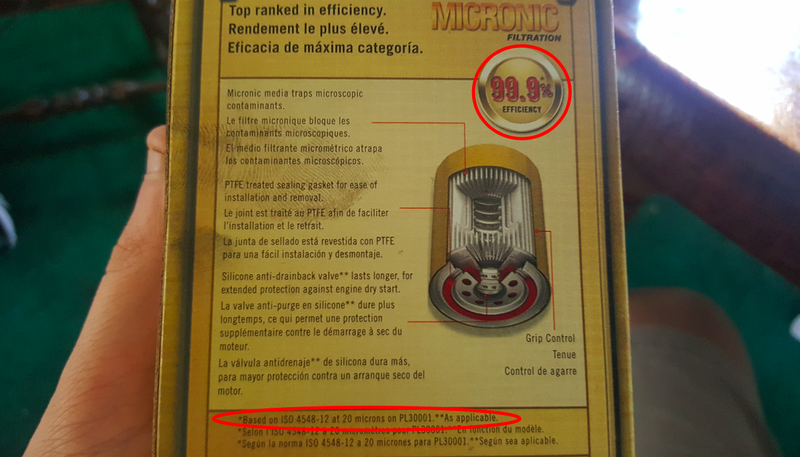 Top ranked in efficiency.
Rendement le plus élevé.
Eficacia de máxima categoría.
MICRONIC
FILTRATION
99.9%*
EFFICIENCY
Micronic media traps microscopic
contaminants.
Le filtre micronique bloque les
contaminants microscopiques.
El medio filtrante micrométrico atrapa
los contaminantes microscópicos.
PTFE treated sealing gasket for ease of
installation and removal.
Le joint est traité au PTFE afin de faciliter
l'installation et le retrait.
La junta de sellado está revestida con PTFE
para una fácil instalación y desmontaje.
Silicone anti-drainback valve** lasts longer, for
extended protection against engine dry start.
La valve anti-purge en silicone** dure plus
longtemps, ce qui permet une protection
supplémentaire contre le démarrage à sec du
moteur.
La válvula antidrenaje** de silicona dura más,
para mayor protección contra un arranque seco del
motor.
Grip Control
Tenue
Control de agarre
*Based on ISO 4548-12 at 20 microns on PL30001.**As applicable.
*Selon l'ISO 4548-12 à 20 micromètres pour PL30001.**En fonction du modèle.
*Según la norma ISO 4548-12 a 20 micrones para PL30001.**Según sea aplicable.